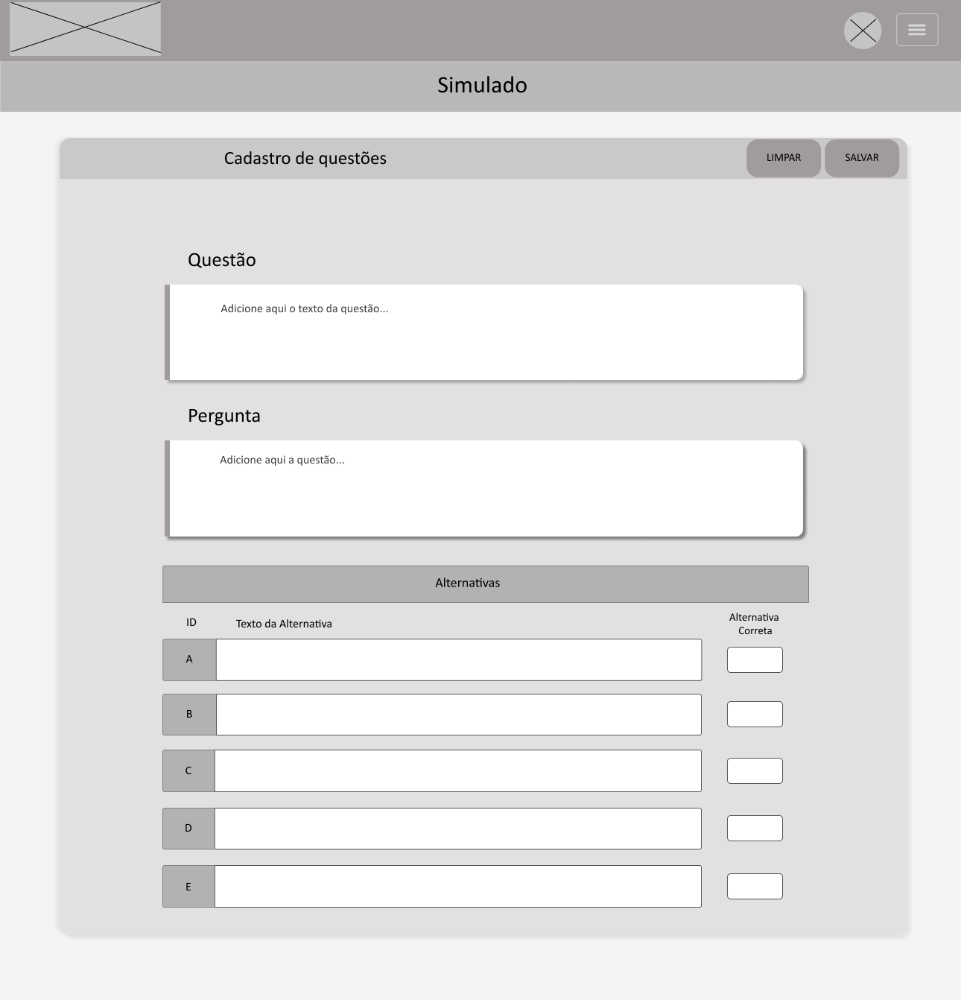 Simulado
Cadastro de questões
LIMPAR
SALVAR
Questão
Adicione aqui o texto da questão...
Pergunta
Adicione aqui a questão...
Alternativas
ID
Texto da Alternativa
Alternativa
Correta
A
B
C
D
E